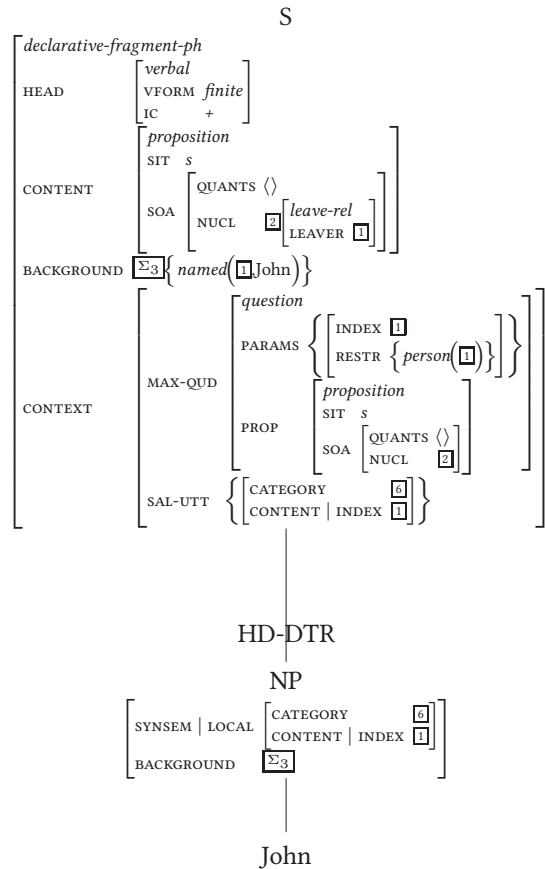 S
declarative-fragment-ph
HEAD verbal
VFORM finite
IC +
CONTENT proposition
SIT s
SOA QUANTS ⟨⟩
NUCL 2 leave-rel
LEAVER 1
BACKGROUND Σ3 { named( 1 John ) }
CONTEXT MAX-QUD question
PARAMS { INDEX 1
RESTR { person( 1 ) } }
PROP proposition
SIT s
SOA QUANTS ⟨⟩
NUCL 2
SAL-UTT { CATEGORY 6
CONTENT | INDEX 1 }
HD-DTR
NP
SYNSEM | LOCAL CATEGORY 6
CONTENT | INDEX 1
BACKGROUND Σ3
John